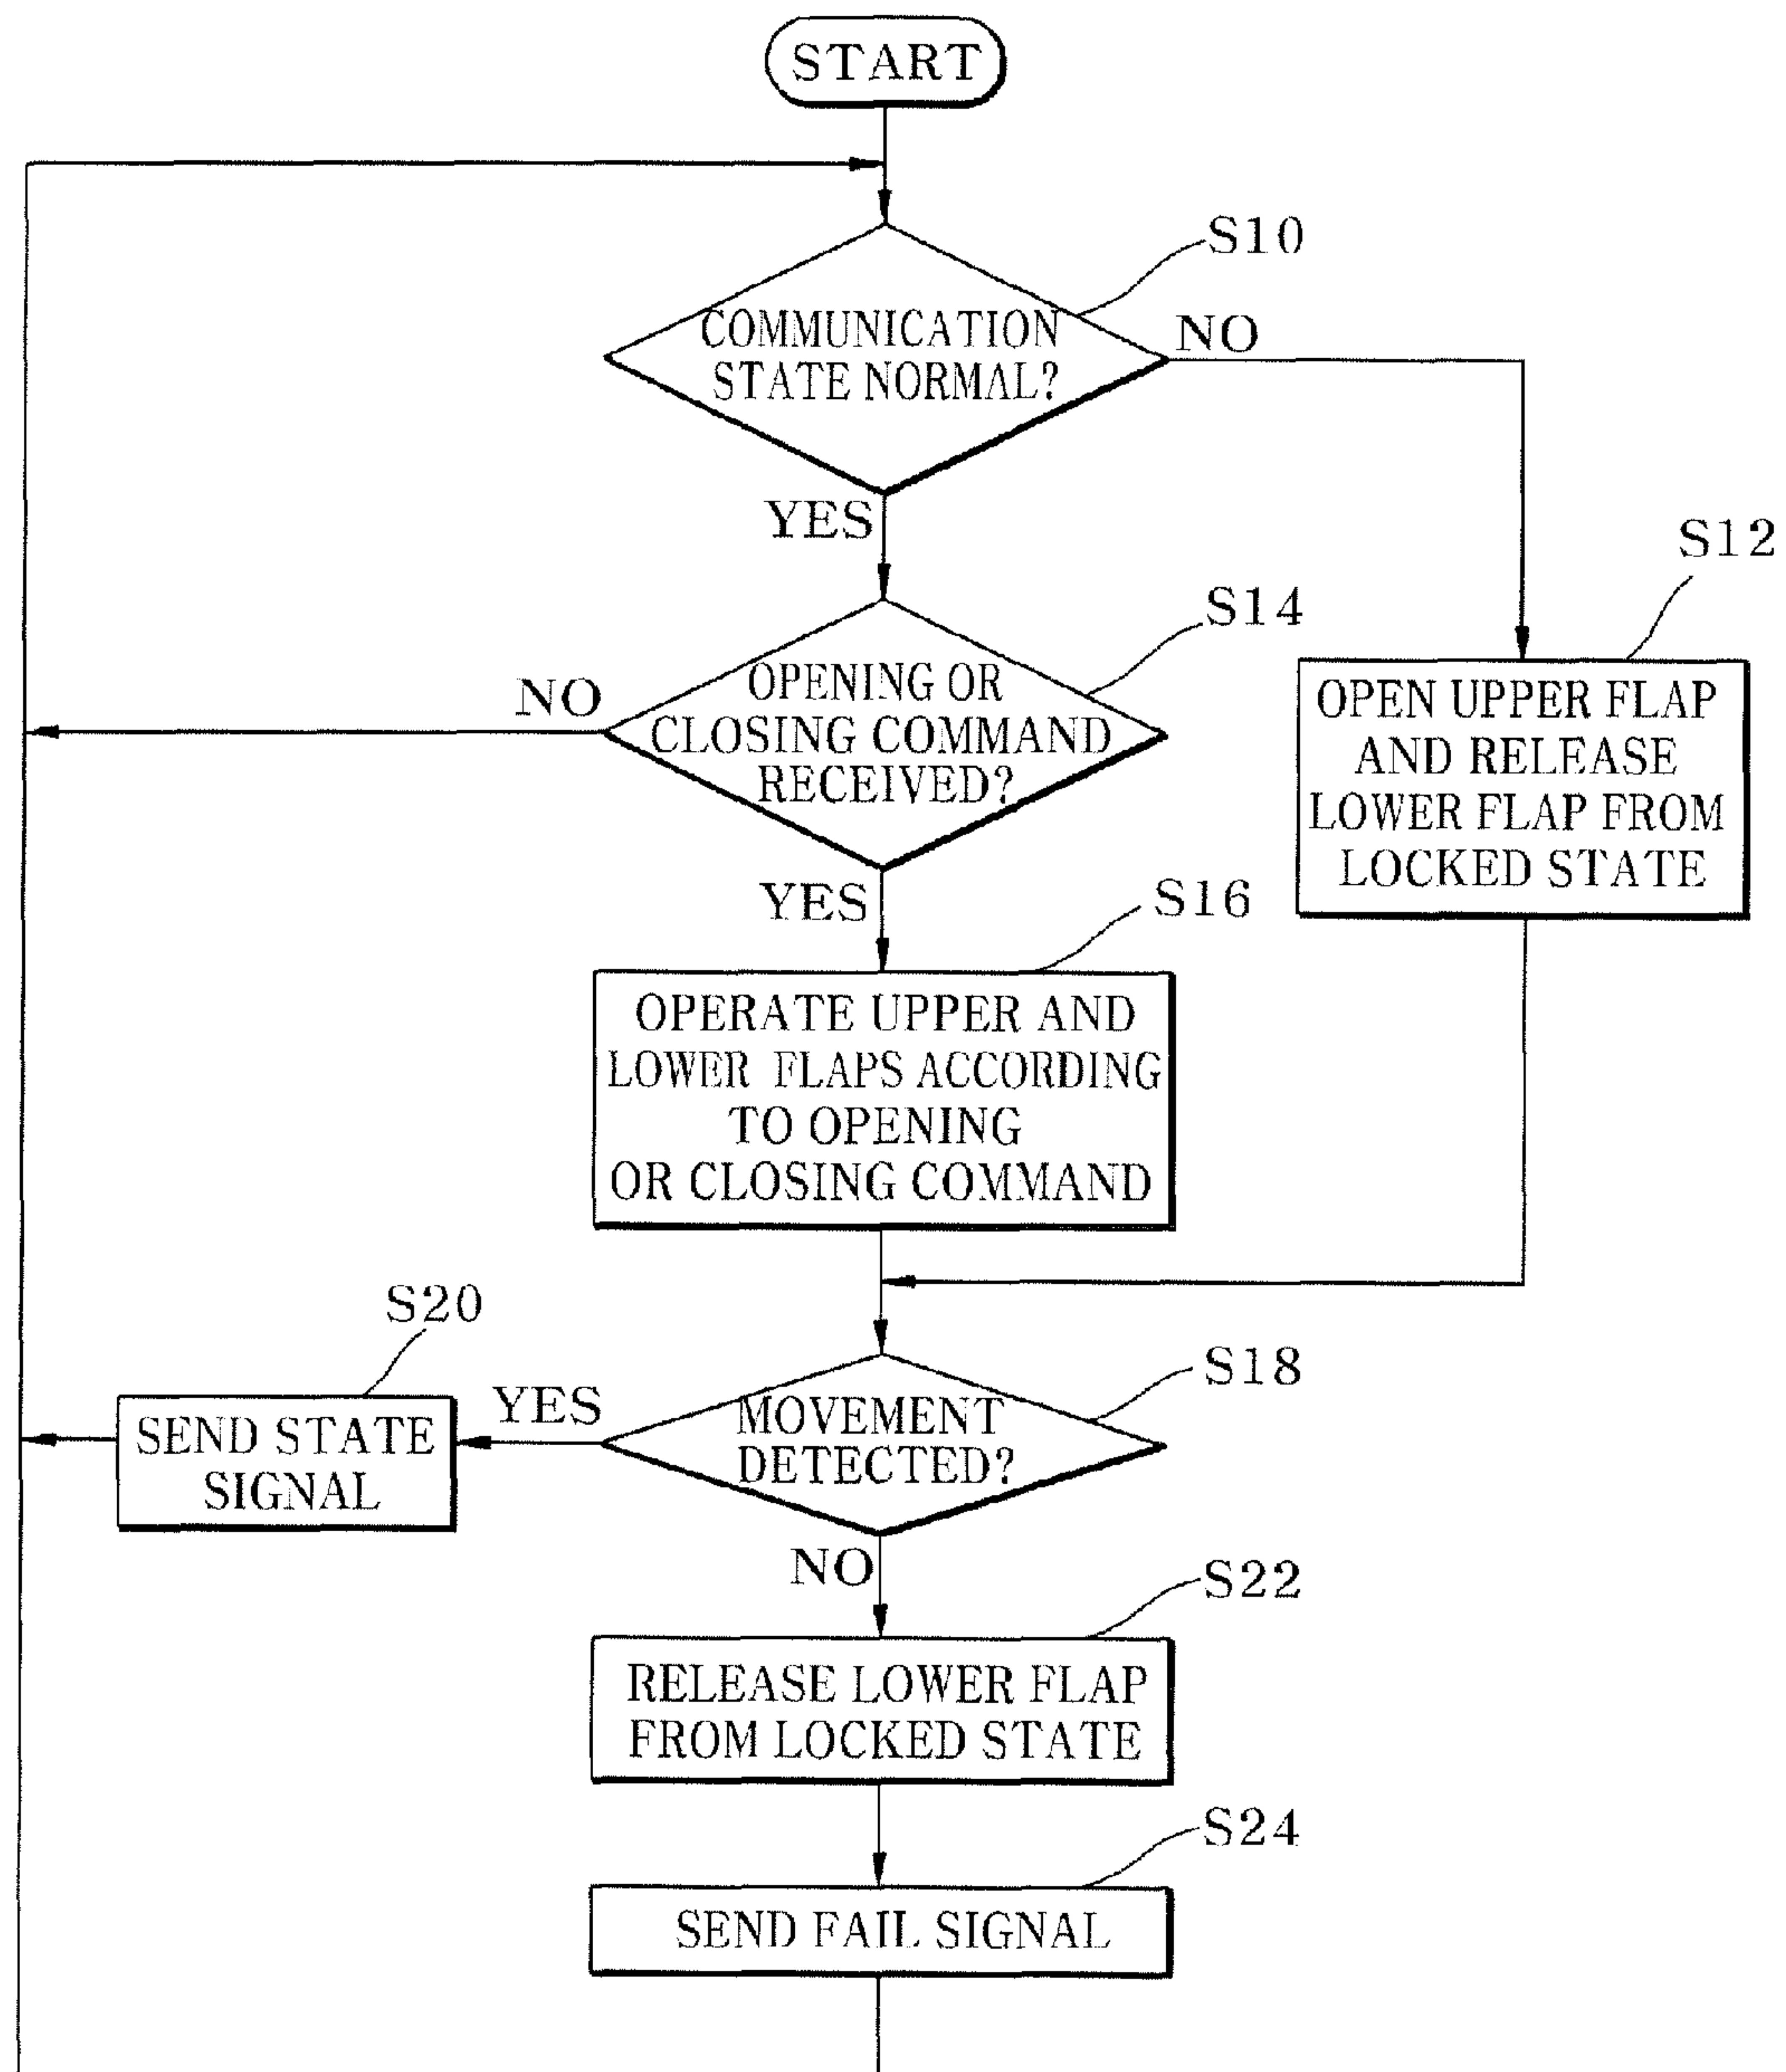 START
S10
COMMUNICATION
STATE NORMAL?
NO
YES
S12
OPEN UPPER FLAP
AND RELEASE
LOWER FLAP FROM
LOCKED STATE
S14
OPENING OR
CLOSING COMMAND
RECEIVED?
NO
YES
S16
OPERATE UPPER AND
LOWER FLAPS ACCORDING
TO OPENING
OR CLOSING COMMAND
S18
MOVEMENT
DETECTED?
YES
S20
SEND STATE
SIGNAL
NO
S22
RELEASE LOWER FLAP
FROM LOCKED STATE
S24
SEND FAIL SIGNAL